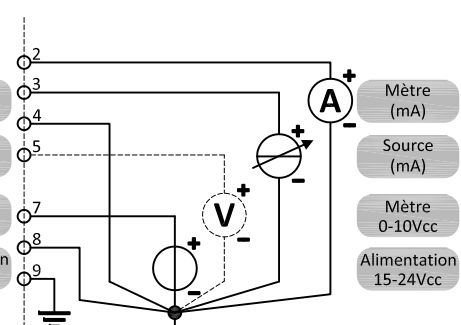 2
3
4
5
7
8
9
A
V
Mètre
(mA)
Source
(mA)
Mètre
0-10Vcc
Alimentation
15-24Vcc
n